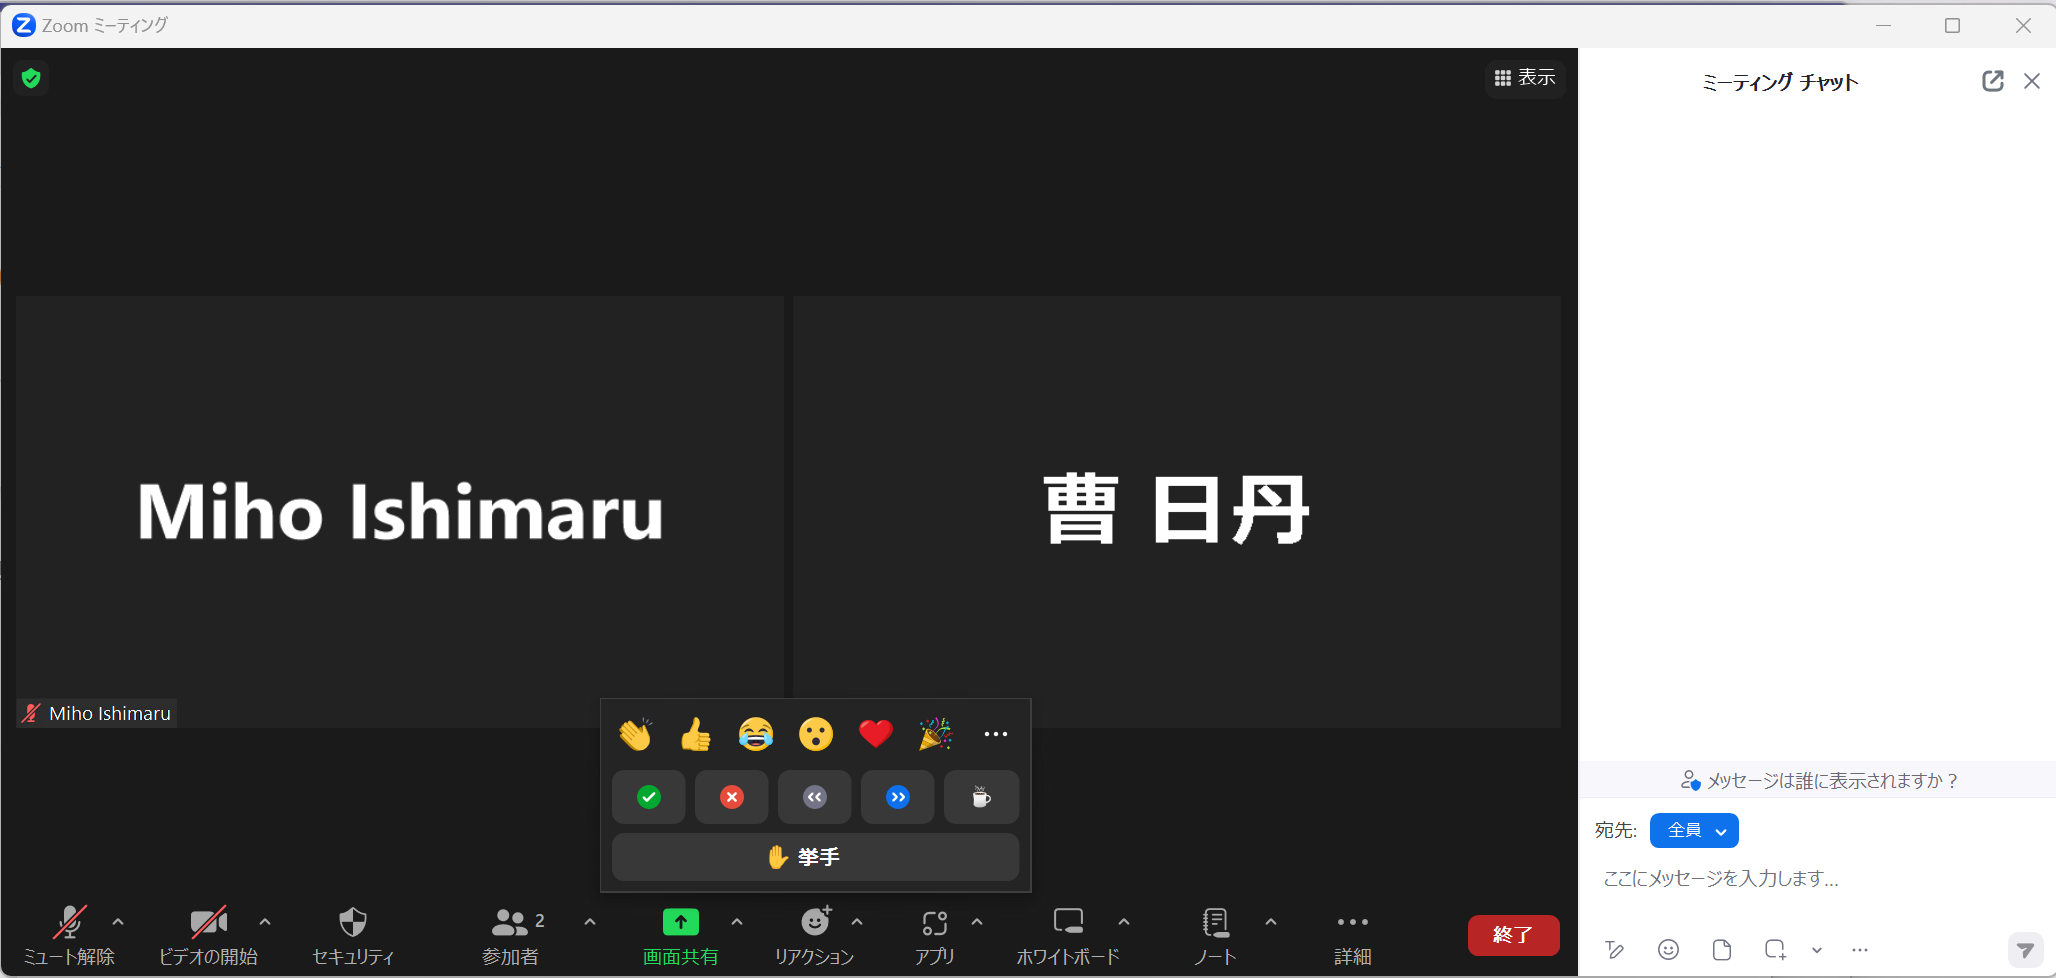 Zoom ミーティング
表示
ミーティング チャット
Miho Ishimaru
曹 日丹
Miho Ishimaru
挙手
メッセージは誰に表示されますか？
宛先: 全員
ここにメッセージを入力します...
ミュート解除
ビデオの開始
セキュリティ
参加者 2
画面共有
リアクション
アプリ
ホワイトボード
ノート
詳細
終了